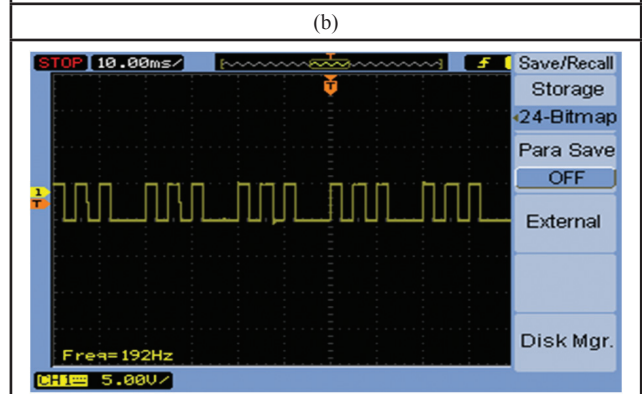 (b)
STOP 10.00ms/
Save/Recall
Storage
24-Bitmap
Para Save
OFF
External
Disk Mgr.
T
T
1
T
Freq=192Hz
CH1 5.00V/